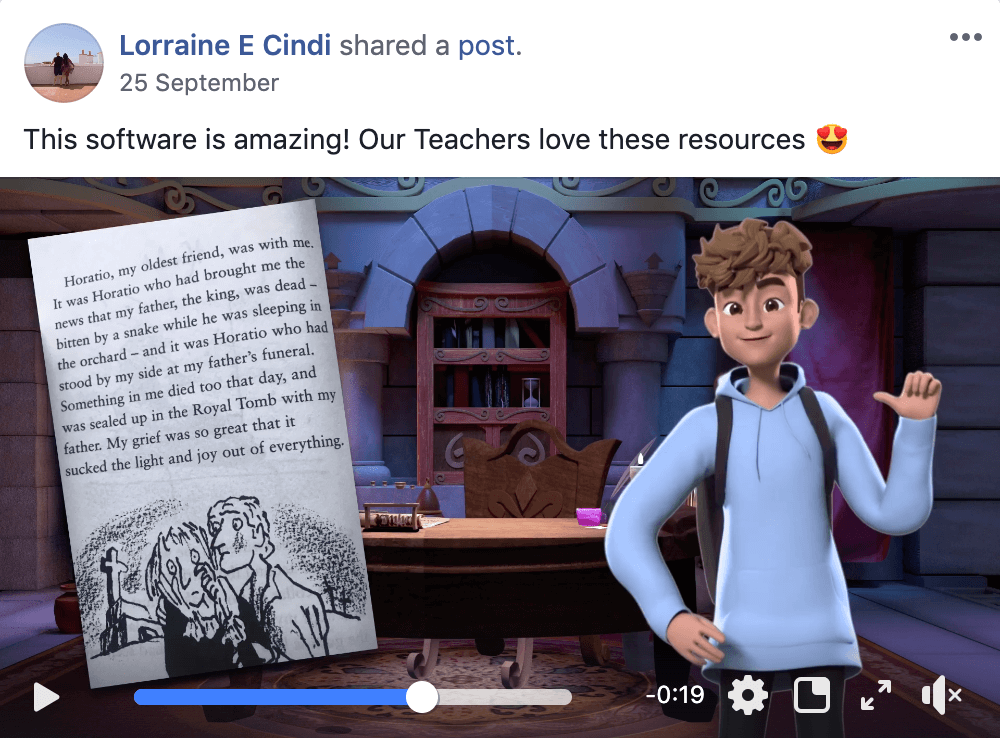 Lorraine E Cindi shared a post.
25 September
This software is amazing! Our Teachers love these resources 😍
Horatio, my oldest friend, was with me.
It was Horatio who had brought me the
news that my father, the king, was dead –
bitten by a snake while he was sleeping in
the orchard – and it was Horatio who had
stood by my side at my father's funeral.
Something in me died too that day, and
was sealed up in the Royal Tomb with my
father. My grief was so great that it
sucked the light and joy out of everything.
-0:19